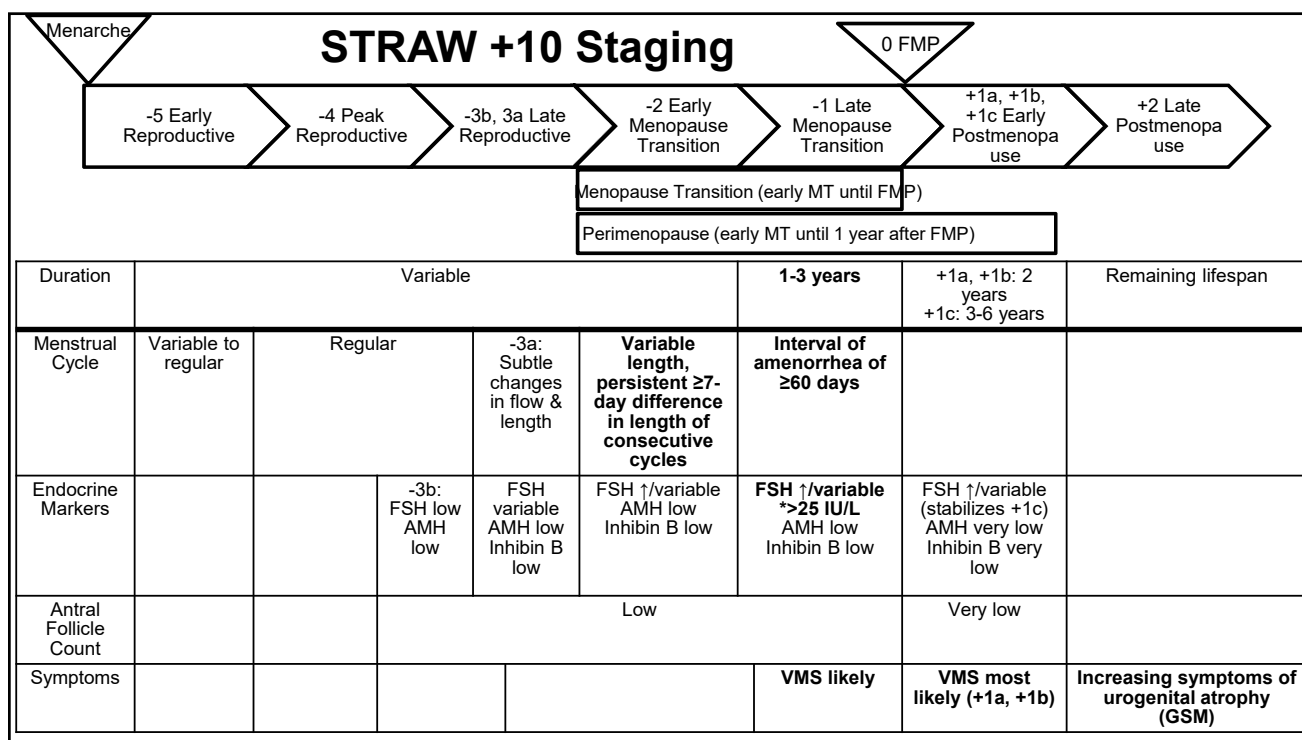 Menarche
STRAW +10 Staging
0 FMP
-5 Early
Reproductive
-4 Peak
Reproductive
-3b, 3a Late
Reproductive
-2 Early
Menopause
Transition
-1 Late
Menopause
Transition
+1a, +1b,
+1c Early
Postmenopa
use
+2 Late
Postmenopa
use
Menopause Transition (early MT until FMP)
Perimenopause (early MT until 1 year after FMP)
Duration
Variable
1-3 years
+1a, +1b: 2
years
+1c: 3-6 years
Remaining lifespan
Menstrual
Cycle
Variable to
regular
Regular
-3a:
Subtle
changes
in flow &
length
Variable
length,
persistent ≥7-
day difference
in length of
consecutive
cycles
Interval of
amenorrhea of
≥60 days
Endocrine
Markers
-3b:
FSH low
AMH
low
FSH
variable
AMH low
Inhibin B
low
FSH ↑/variable
AMH low
Inhibin B low
FSH ↑/variable
*>25 IU/L
AMH low
Inhibin B low
FSH ↑/variable
(stabilizes +1c)
AMH very low
Inhibin B very
low
Antral
Follicle
Count
Low
Very low
Symptoms
VMS likely
VMS most
likely (+1a, +1b)
Increasing symptoms of
urogenital atrophy
(GSM)